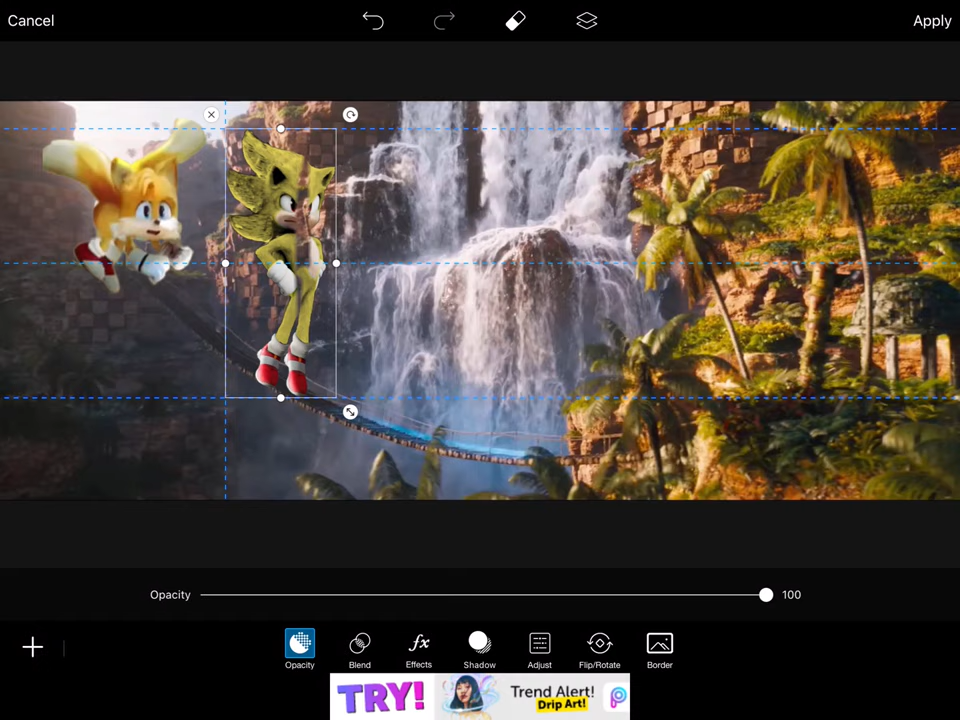 Cancel
Apply
Opacity
100
Opacity
Blend
fx
Effects
Shadow
Adjust
Flip/Rotate
Border
TRY!
Trend Alert!
Drip Art!